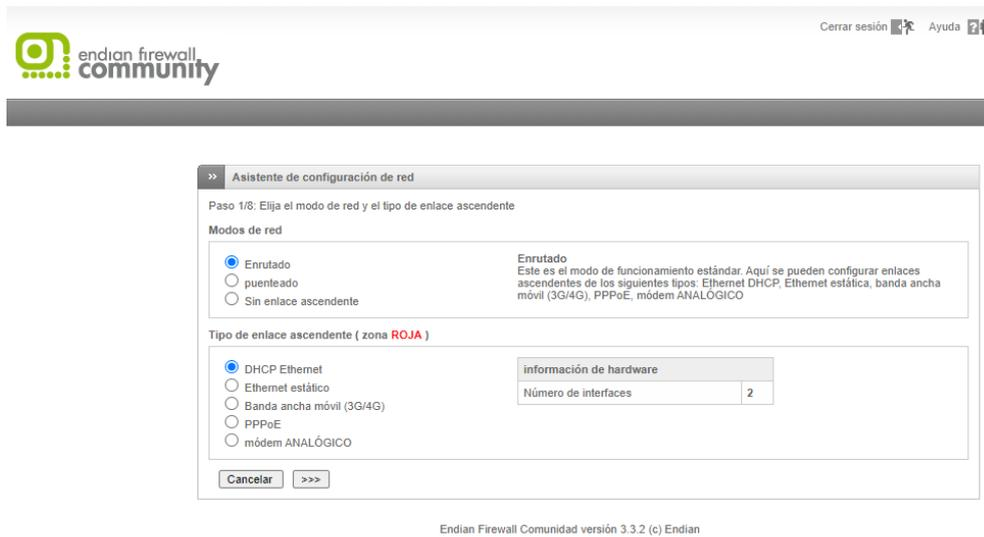 Cerrar sesión Ayuda
endian firewall
community
Asistente de configuración de red
Paso 1/8: Elija el modo de red y el tipo de enlace ascendente
Modos de red
Enrutado
puenteado
Sin enlace ascendente
Enrutado
Este es el modo de funcionamiento estándar. Aquí se pueden configurar enlaces
ascendentes de los siguientes tipos: Ethernet DHCP, Ethernet estática, banda ancha
móvil (3G/4G), PPPoE, módem ANALÓGICO
Tipo de enlace ascendente ( zona ROJA )
DHCP Ethernet
Ethernet estático
Banda ancha móvil (3G/4G)
PPPoE
módem ANALÓGICO
información de hardware
Número de interfaces 2
Cancelar >>>
Endian Firewall Comunidad versión 3.3.2 (c) Endian